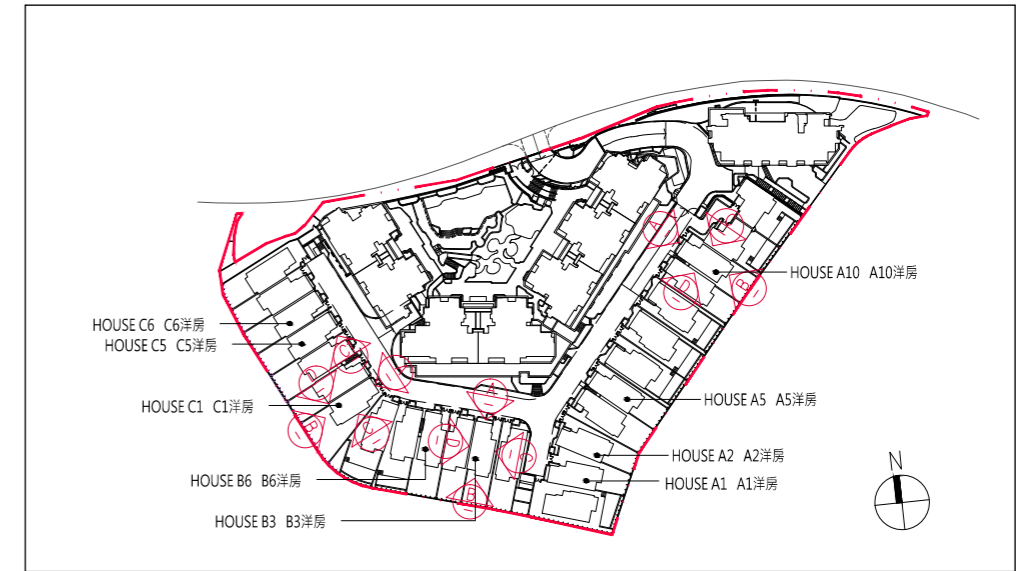 A
A
D
B
HOUSE A10 A10洋房
HOUSE C6 C6洋房
HOUSE C5 C5洋房
C
D
A
HOUSE C1 C1洋房
HOUSE A5 A5洋房
B
C
D
C
HOUSE A2 A2洋房
HOUSE B6 B6洋房
HOUSE A1 A1洋房
N
B
HOUSE B3 B3洋房